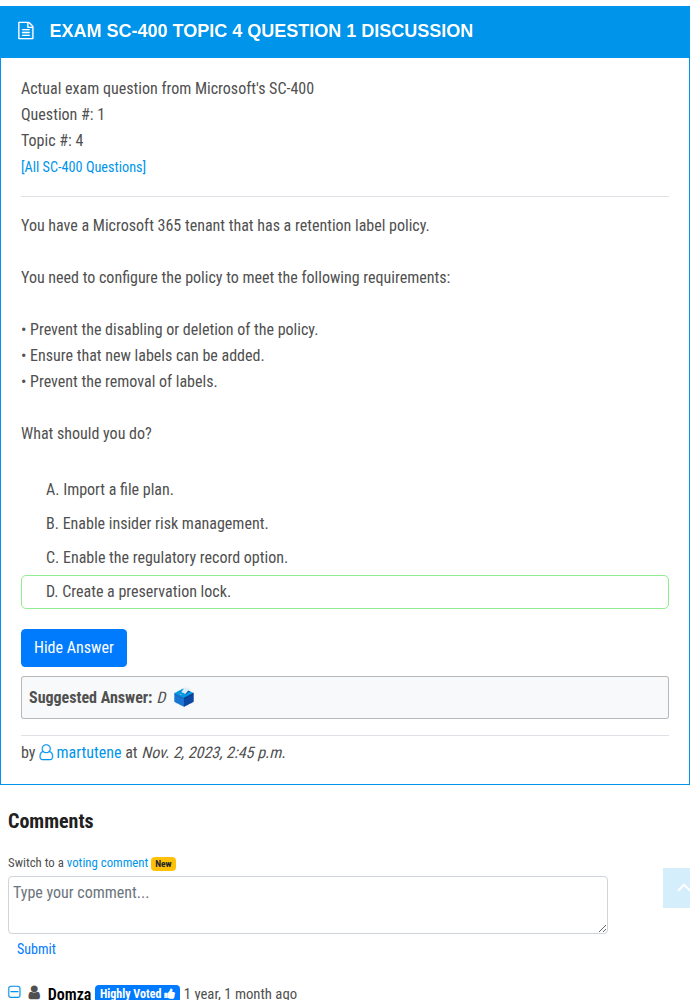 EXAM SC-400 TOPIC 4 QUESTION 1 DISCUSSION
Actual exam question from Microsoft's SC-400
Question #: 1
Topic #: 4
[All SC-400 Questions]
You have a Microsoft 365 tenant that has a retention label policy.
You need to configure the policy to meet the following requirements:
• Prevent the disabling or deletion of the policy.
• Ensure that new labels can be added.
• Prevent the removal of labels.
What should you do?
A. Import a file plan.
B. Enable insider risk management.
C. Enable the regulatory record option.
D. Create a preservation lock.
Hide Answer
Suggested Answer: D
by martutene at Nov. 2, 2023, 2:45 p.m.
Comments
Switch to a voting comment New
Type your comment...
Submit
Domza Highly Voted 1 year, 1 month ago